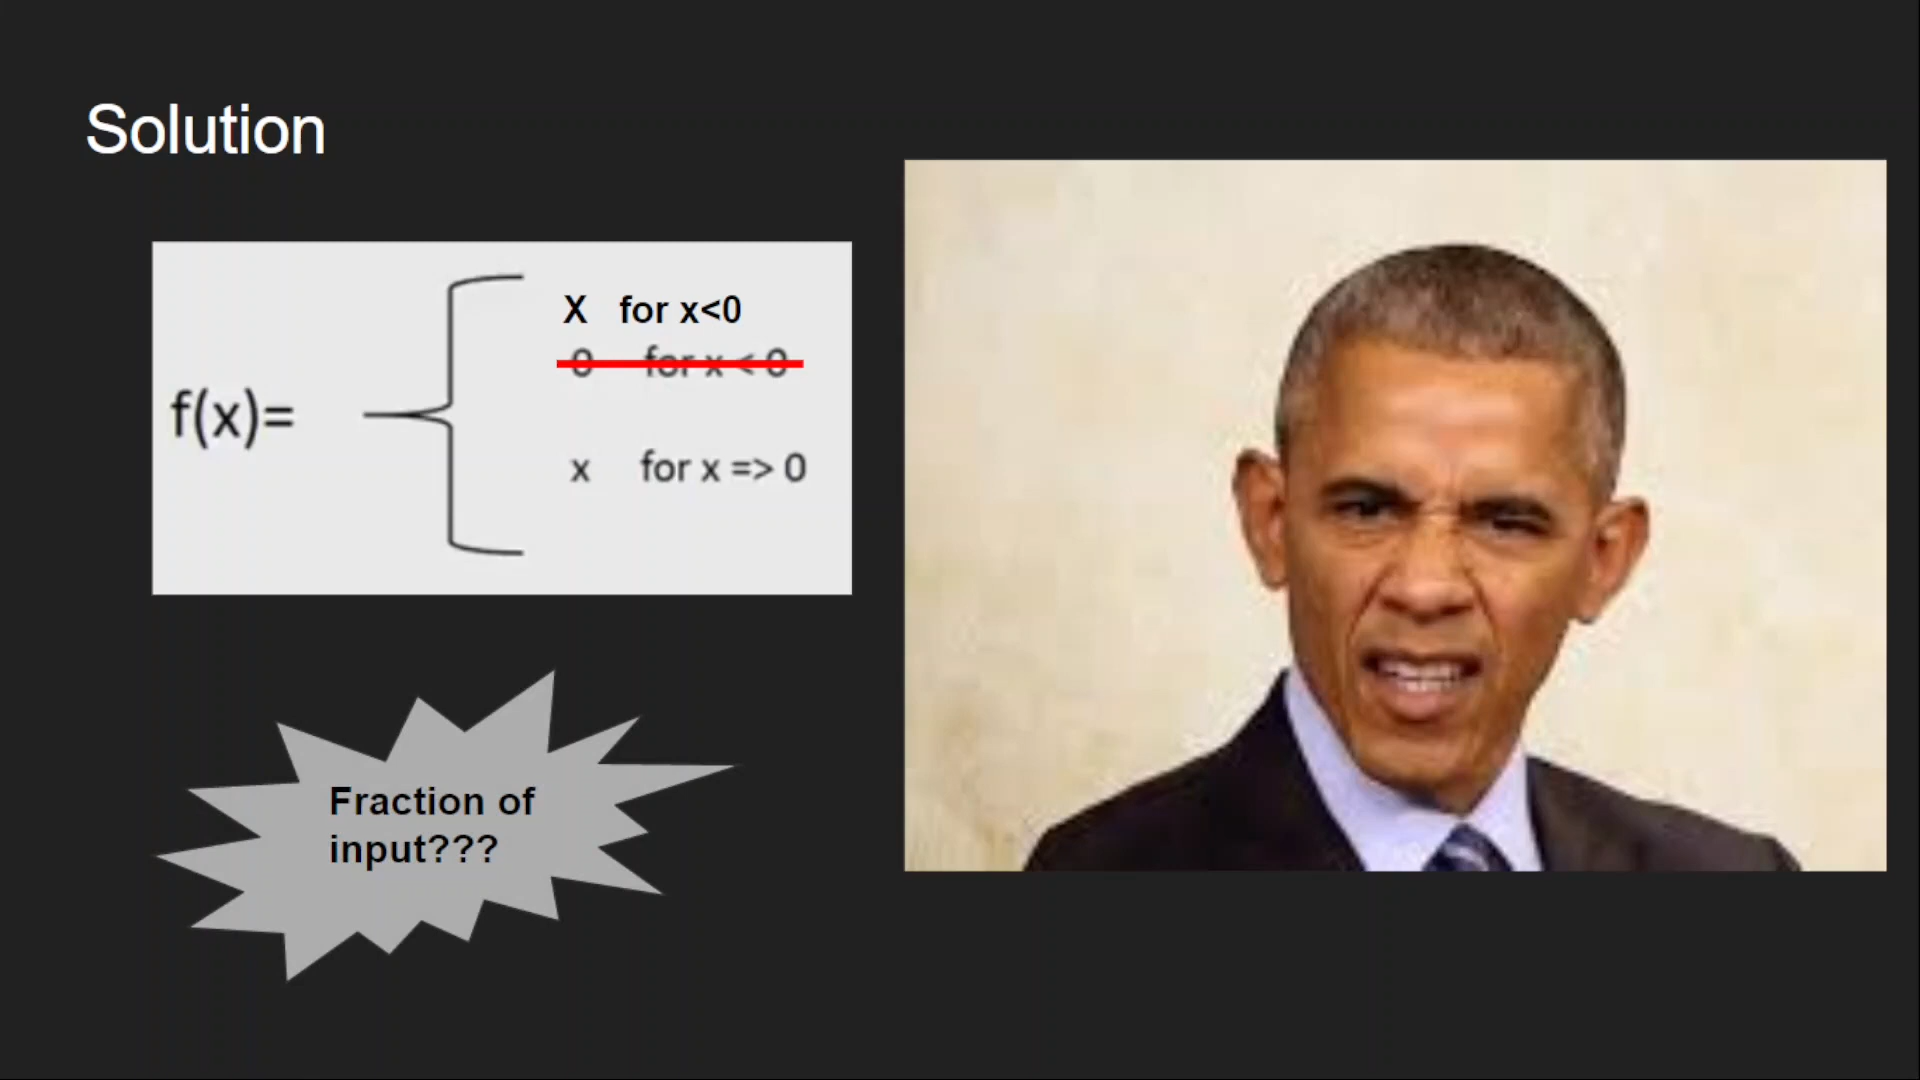 Solution
X for x<0
0 for x < 0
f(x)=
x for x => 0
Fraction of
input???